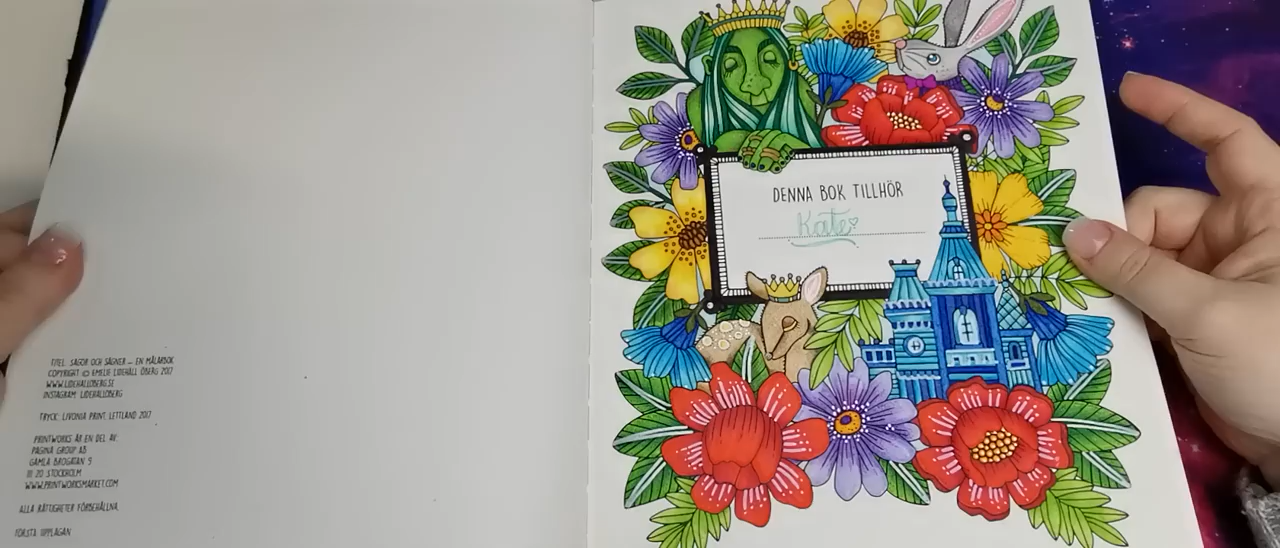 TITEL: SAGOR OCH SÄGNER – EN MÅLARBOK
COPYRIGHT © EMELIE LIDEHÄLL ÖBERG 2017
WWW.LIDEHALLOBERG.SE
INSTAGRAM: LIDEHALLOBERG
TRYCK: LIVONIA PRINT, LETTLAND 2017
PRINTWORKS ÄR EN DEL AV:
PAGINA GROUP AB
GAMLA BROGATAN 9
111 20 STOCKHOLM
WWW.PRINTWORKSMARKET.COM
ALLA RÄTTIGHETER FÖRBEHÅLLNA.
FÖRSTA UPPLAGAN
DENNA BOK TILLHÖR
Kate